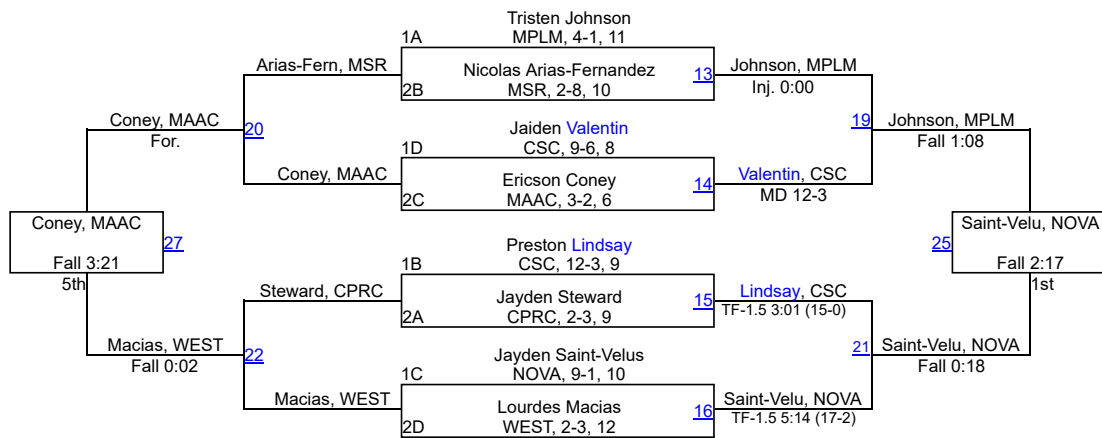 Tristen Johnson
1A MPLM, 4-1, 11
Arias-Fern, MSR
Nicolas Arias-Fernandez
13
Johnson, MPLM
2B MSR, 2-8, 10
Inj. 0:00
Coney, MAAC
20
For.
Jaiden Valentin
19
Johnson, MPLM
1D CSC, 9-6, 8
Fall 1:08
Coney, MAAC
Ericson Coney
14
Valentin, CSC
2C MAAC, 3-2, 6
MD 12-3
Coney, MAAC
27
Fall 3:21
5th
Preston Lindsay
25
Saint-Velu, NOVA
1B CSC, 12-3, 9
Fall 2:17
1st
Steward, CPRC
Jayden Steward
15
Lindsay, CSC
2A CPRC, 2-3, 9
TF-1.5 3:01 (15-0)
Macias, WEST
22
Fall 0:02
Jayden Saint-Velus
21
Saint-Velu, NOVA
1C NOVA, 9-1, 10
Fall 0:18
Macias, WEST
Lourdes Macias
16
Saint-Velu, NOVA
2D WEST, 2-3, 12
TF-1.5 5:14 (17-2)